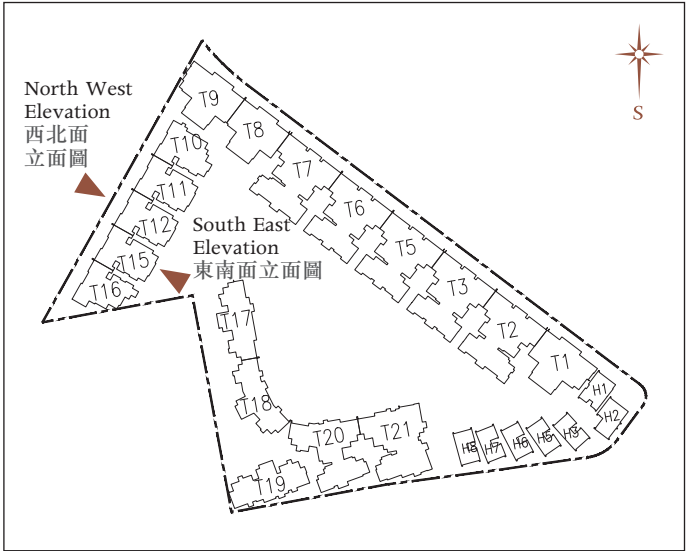 North West
Elevation
西北面
立面圖
S
T9
T8
T10
T7
T11
T6
T12
South East
Elevation
東南面立面圖
T15
T5
T16
T3
T17
T2
T1
H1
T18
H2
T20
T21
H8
H7
H6
H5
H3
T19